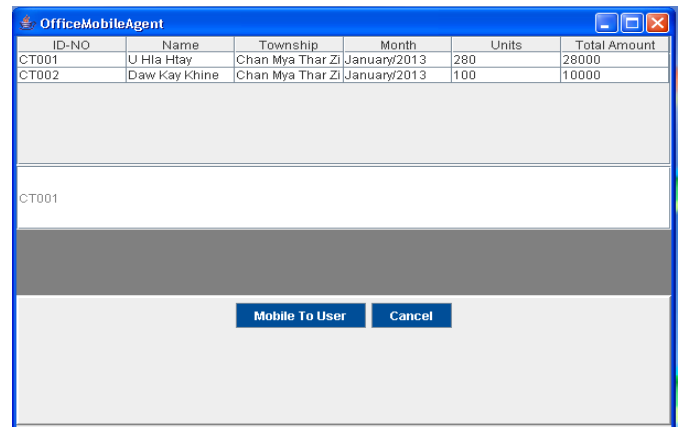 OfficeMobileAgent
ID-NO Name Township Month Units Total Amount
CT001 U Hla Htay Chan Mya Thar Zi January/2013 280 28000
CT002 Daw Kay Khine Chan Mya Thar Zi January/2013 100 10000
CT001
Mobile To User Cancel